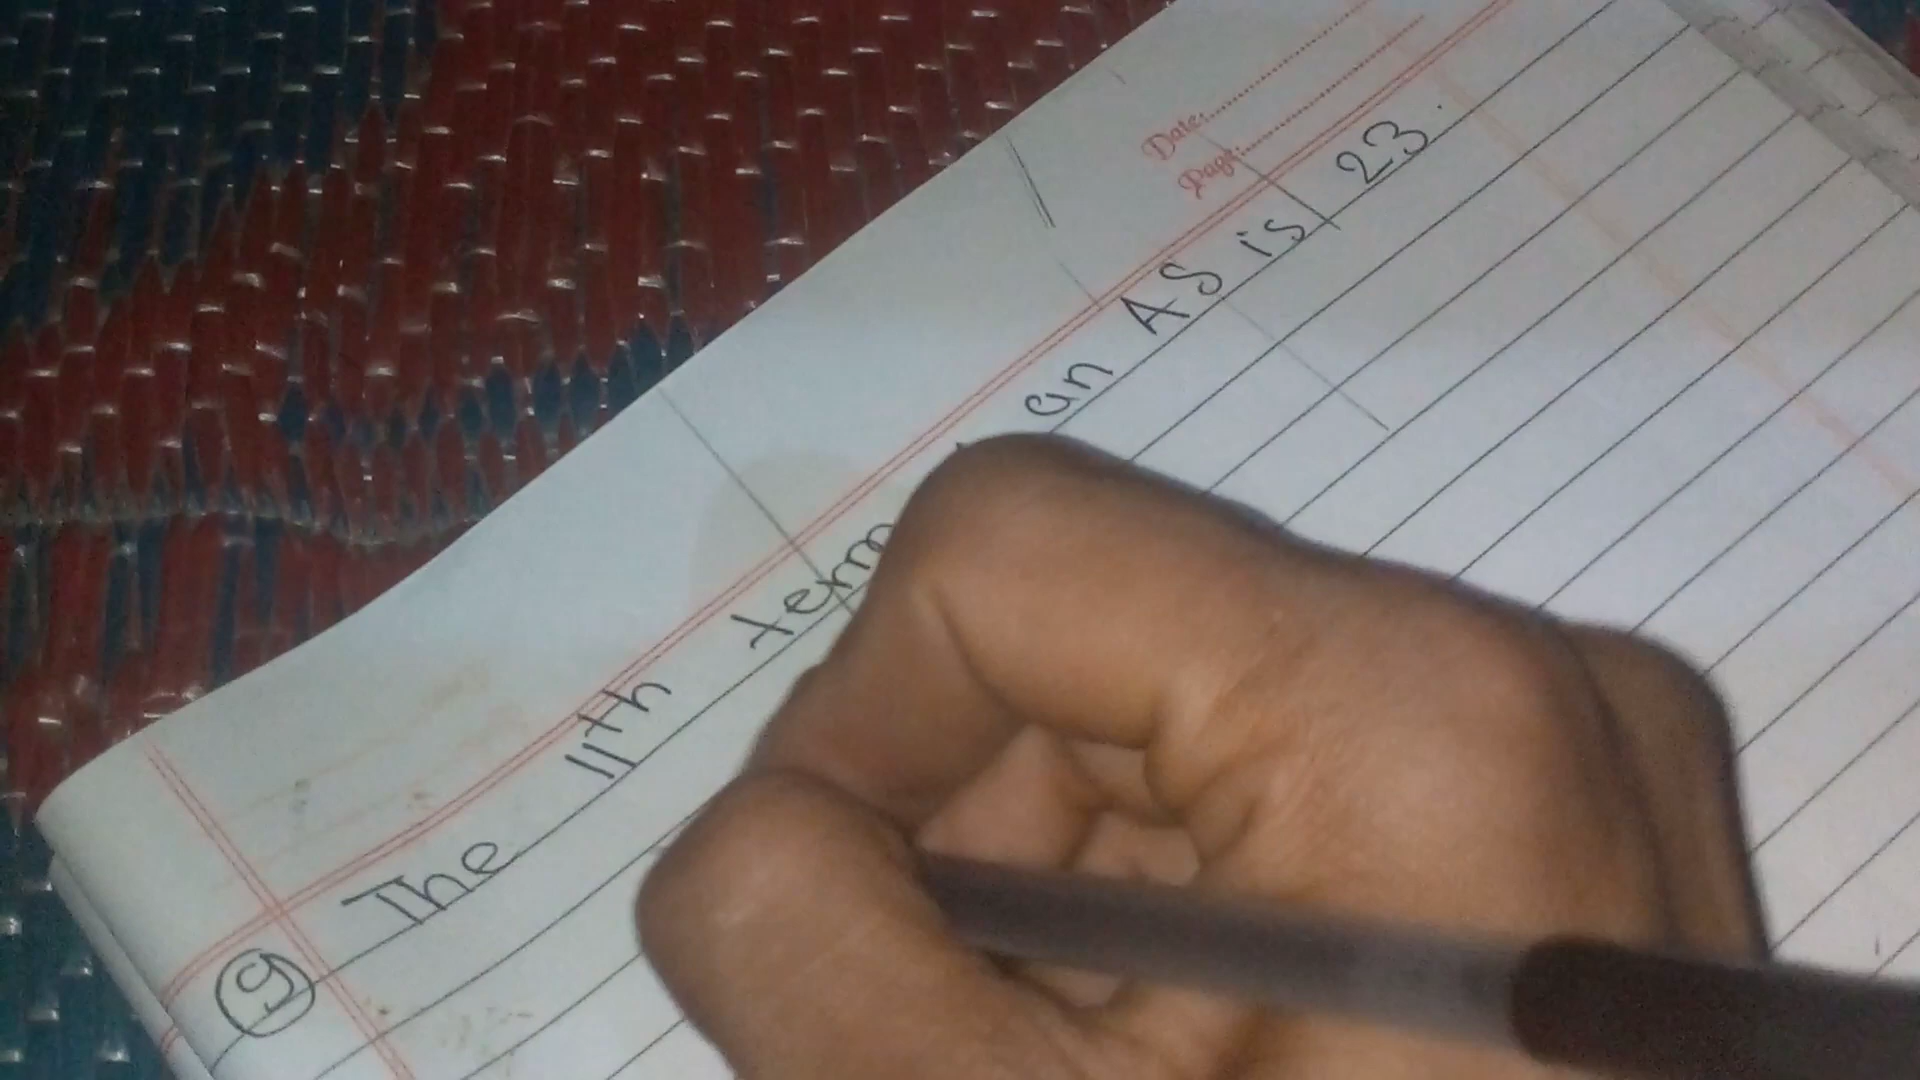 Date:
Page:
9 The 11th term an AS is 23.